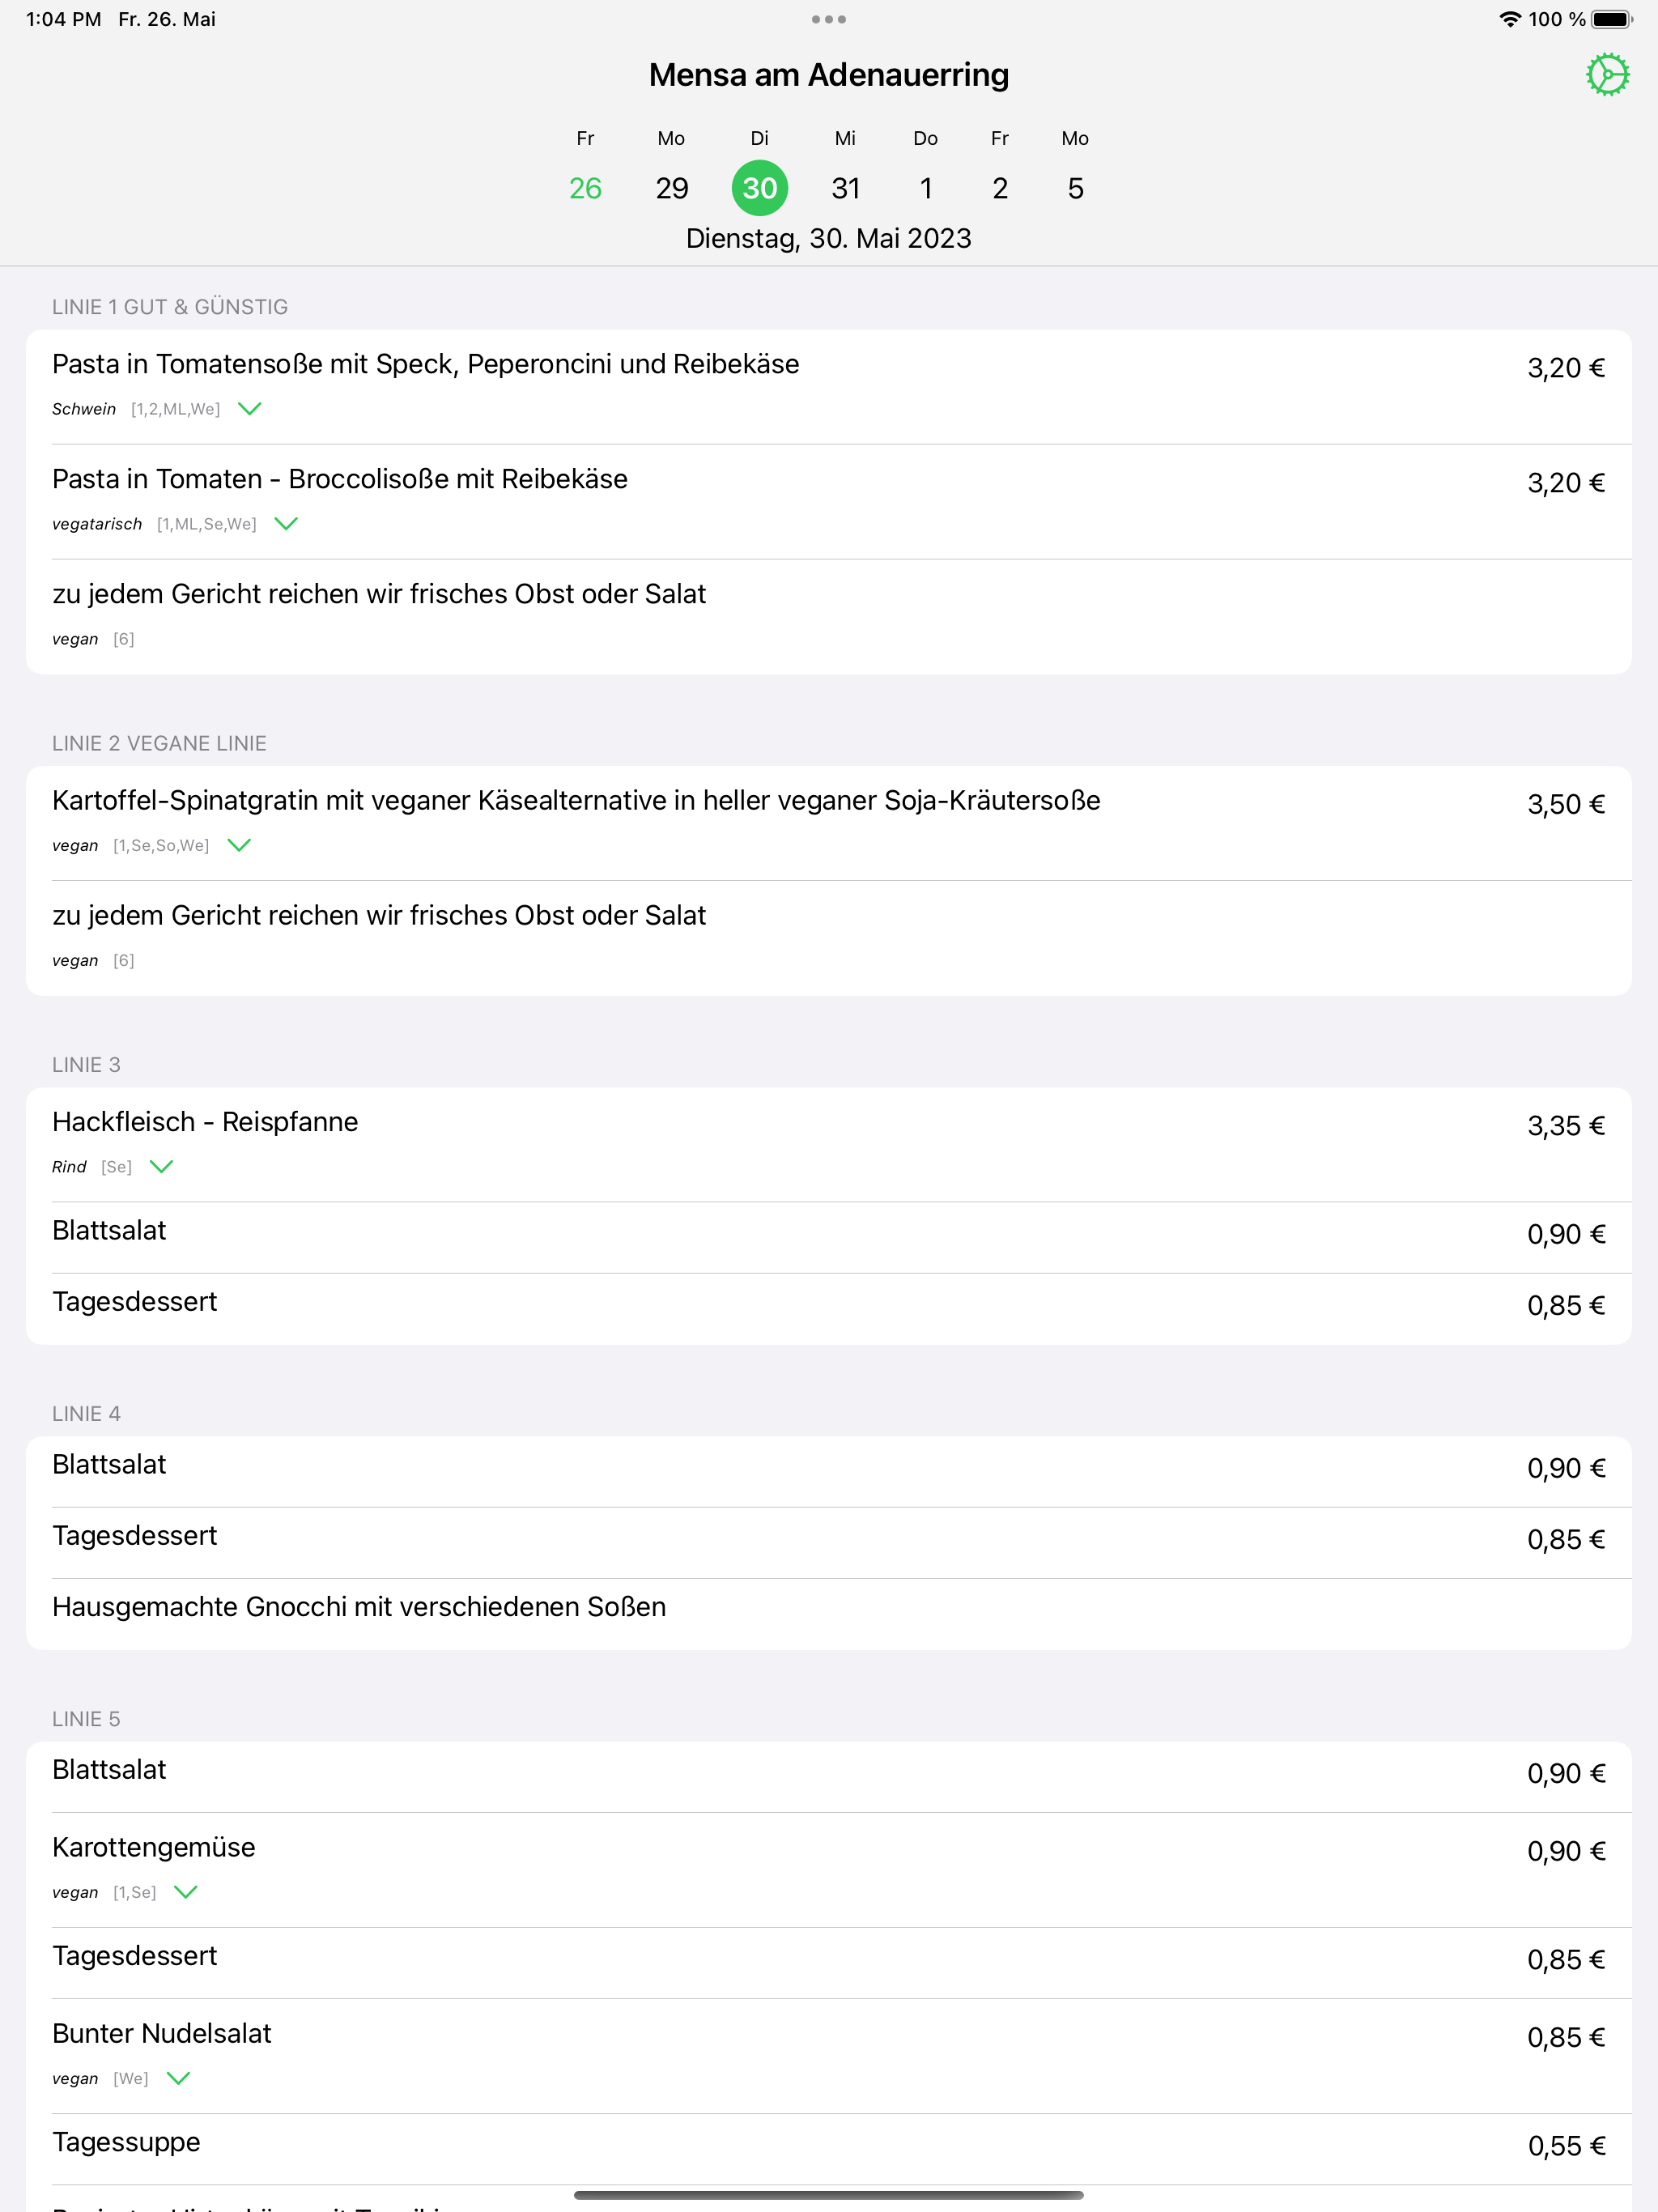 1:04 PM Fr. 26. Mai
100 %
Mensa am Adenauerring
Fr Mo Di Mi Do Fr Mo
26 29 30 31 1 2 5
Dienstag, 30. Mai 2023
LINIE 1 GUT & GÜNSTIG
Pasta in Tomatensoße mit Speck, Peperoncini und Reibekäse 3,20 €
Schwein [1,2,ML,We]
Pasta in Tomaten - Broccolisoße mit Reibekäse 3,20 €
vegatarisch [1,ML,Se,We]
zu jedem Gericht reichen wir frisches Obst oder Salat
vegan [6]
LINIE 2 VEGANE LINIE
Kartoffel-Spinatgratin mit veganer Käsealternative in heller veganer Soja-Kräutersoße 3,50 €
vegan [1,Se,So,We]
zu jedem Gericht reichen wir frisches Obst oder Salat
vegan [6]
LINIE 3
Hackfleisch - Reispfanne 3,35 €
Rind [Se]
Blattsalat 0,90 €
Tagesdessert 0,85 €
LINIE 4
Blattsalat 0,90 €
Tagesdessert 0,85 €
Hausgemachte Gnocchi mit verschiedenen Soßen
LINIE 5
Blattsalat 0,90 €
Karottengemüse 0,90 €
vegan [1,Se]
Tagesdessert 0,85 €
Bunter Nudelsalat 0,85 €
vegan [We]
Tagessuppe 0,55 €